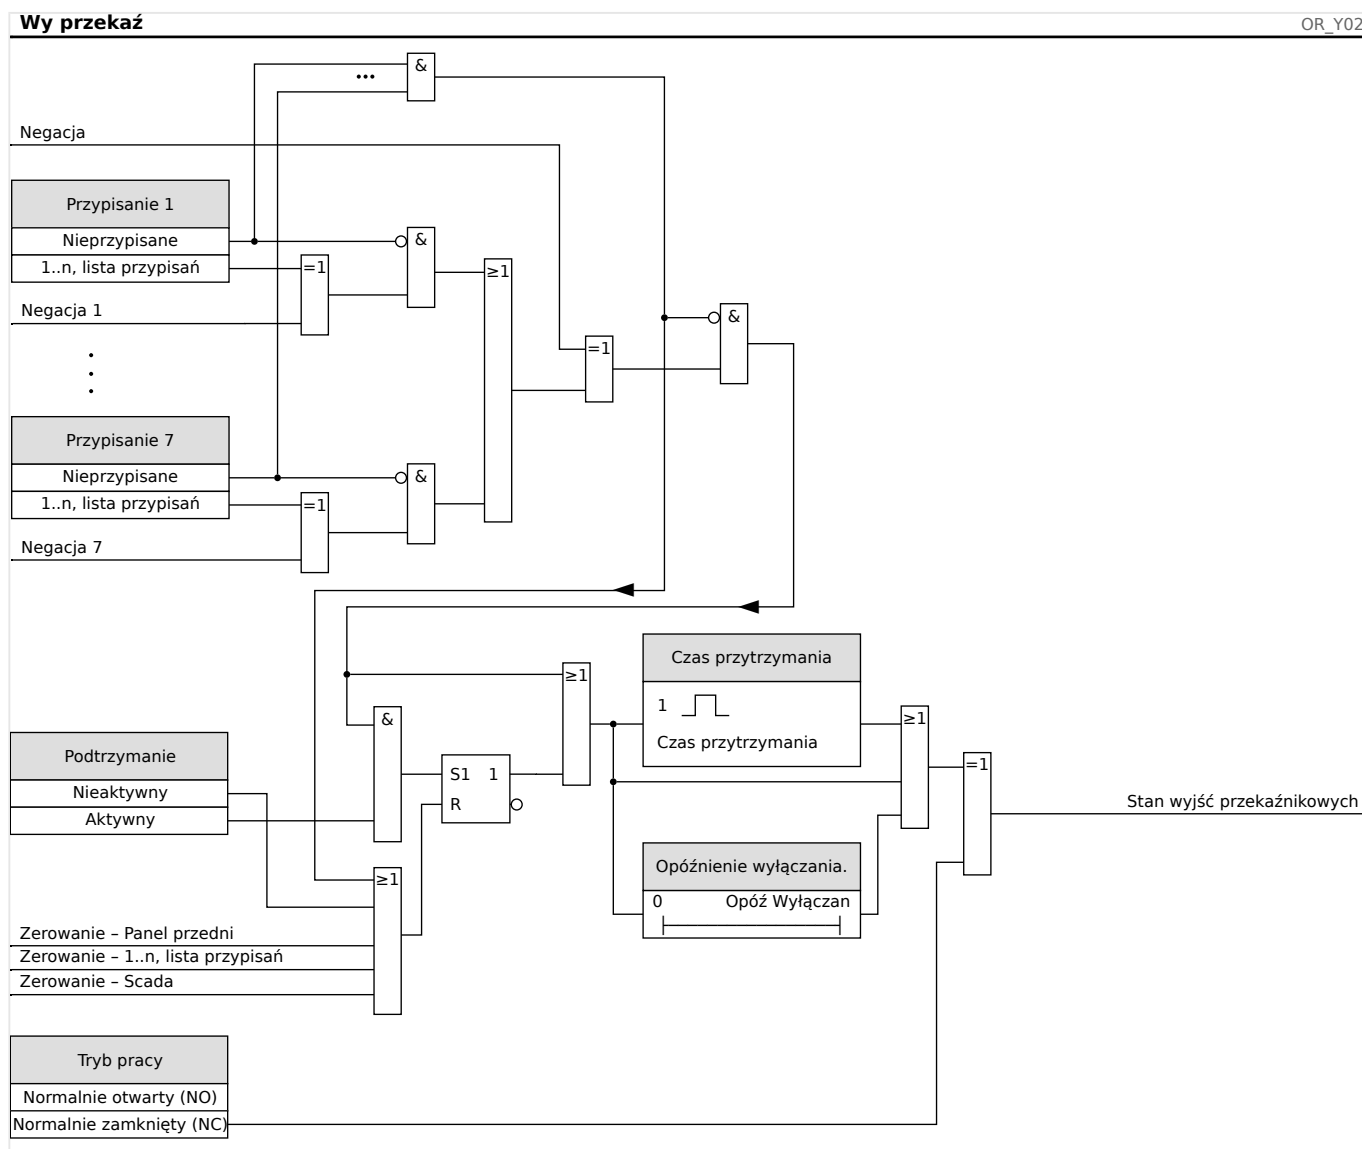 Wy przekaź
OR_Y02
&
...
Negacja
Przypisanie 1
Nieprzypisane
1..n, lista przypisań
=1
&
≥1
Negacja 1
&
=1
Przypisanie 7
Nieprzypisane
1..n, lista przypisań
=1
&
Negacja 7
Czas przytrzymania
1
Czas przytrzymania
≥1
&
≥1
=1
Podtrzymanie
Nieaktywny
Aktywny
S1 1
R
Stan wyjść przekaźnikowych
Opóźnienie wyłączania.
0 Opóź Wyłączan
≥1
Zerowanie – Panel przedni
Zerowanie – 1..n, lista przypisań
Zerowanie – Scada
Tryb pracy
Normalnie otwarty (NO)
Normalnie zamknięty (NC)